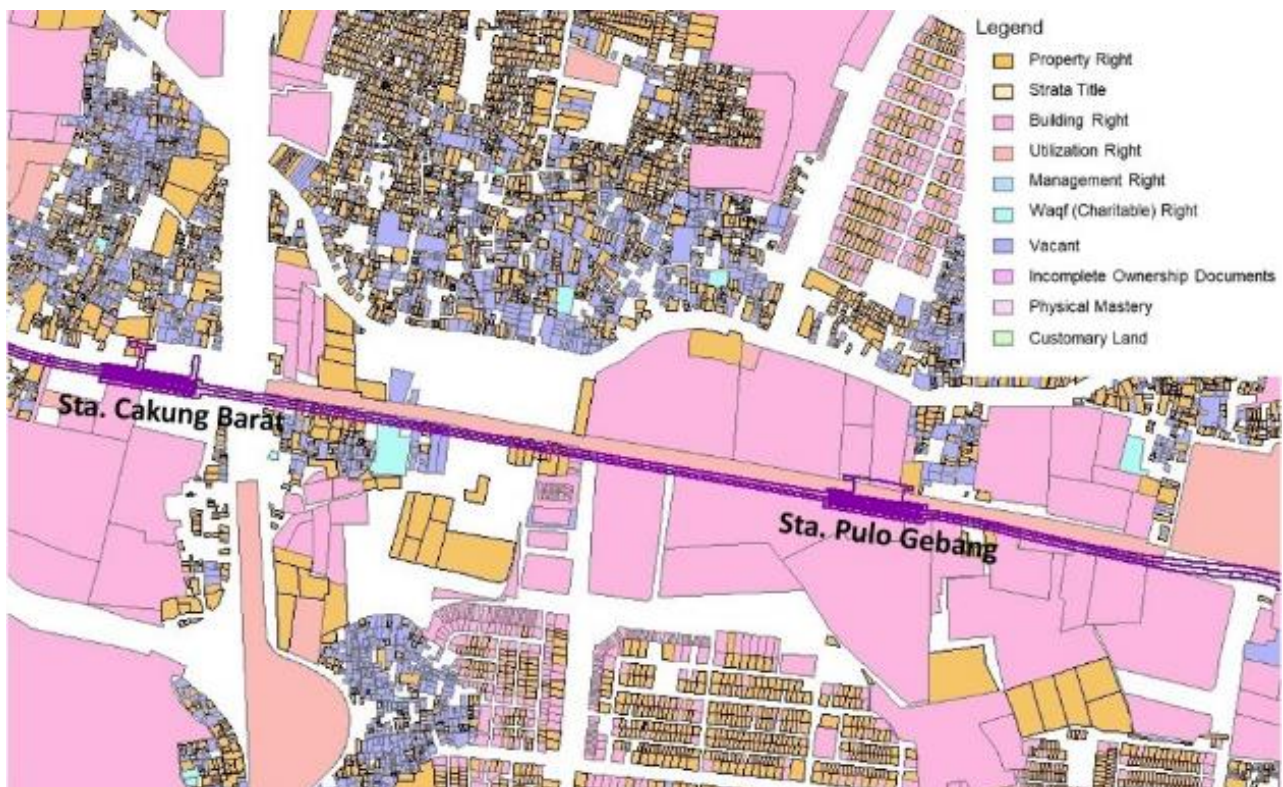 Legend
Property Right
Strata Title
Building Right
Utilization Right
Management Right
Waqf (Charitable) Right
Vacant
Incomplete Ownership Documents
Physical Mastery
Customary Land
Sta. Cakung Barat
Sta. Pulo Gebang